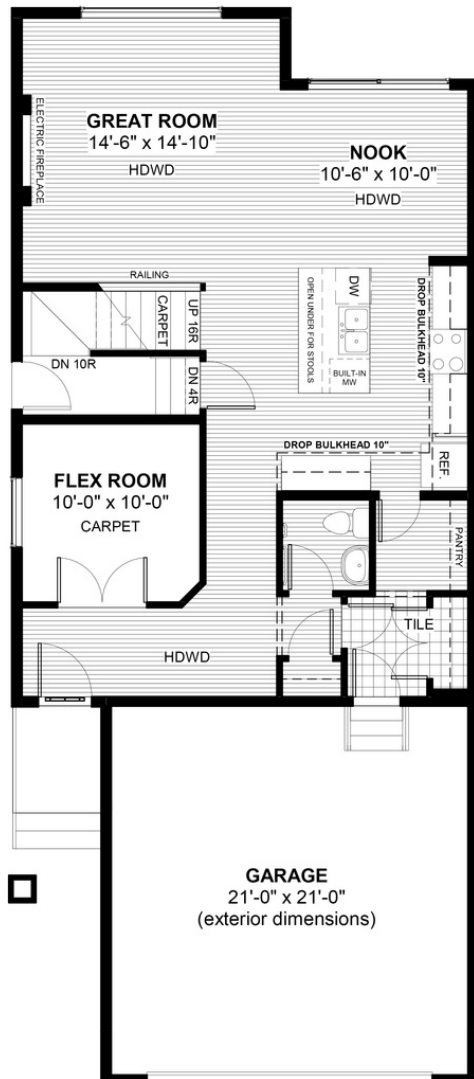 GREAT ROOM
14'-6" x 14'-10"
HDWD
ELECTRIC FIREPLACE
NOOK
10'-6" x 10'-0"
HDWD
RAILING
UP 16R
CARPET
OPEN UNDER FOR STOOLS
DW
BUILT-IN
MW
DROP BULKHEAD 10"
DN 10R
DN 4R
DROP BULKHEAD 10"
REF.
FLEX ROOM
10'-0" x 10'-0"
CARPET
PANTRY
TILE
HDWD
GARAGE
21'-0" x 21'-0"
(exterior dimensions)